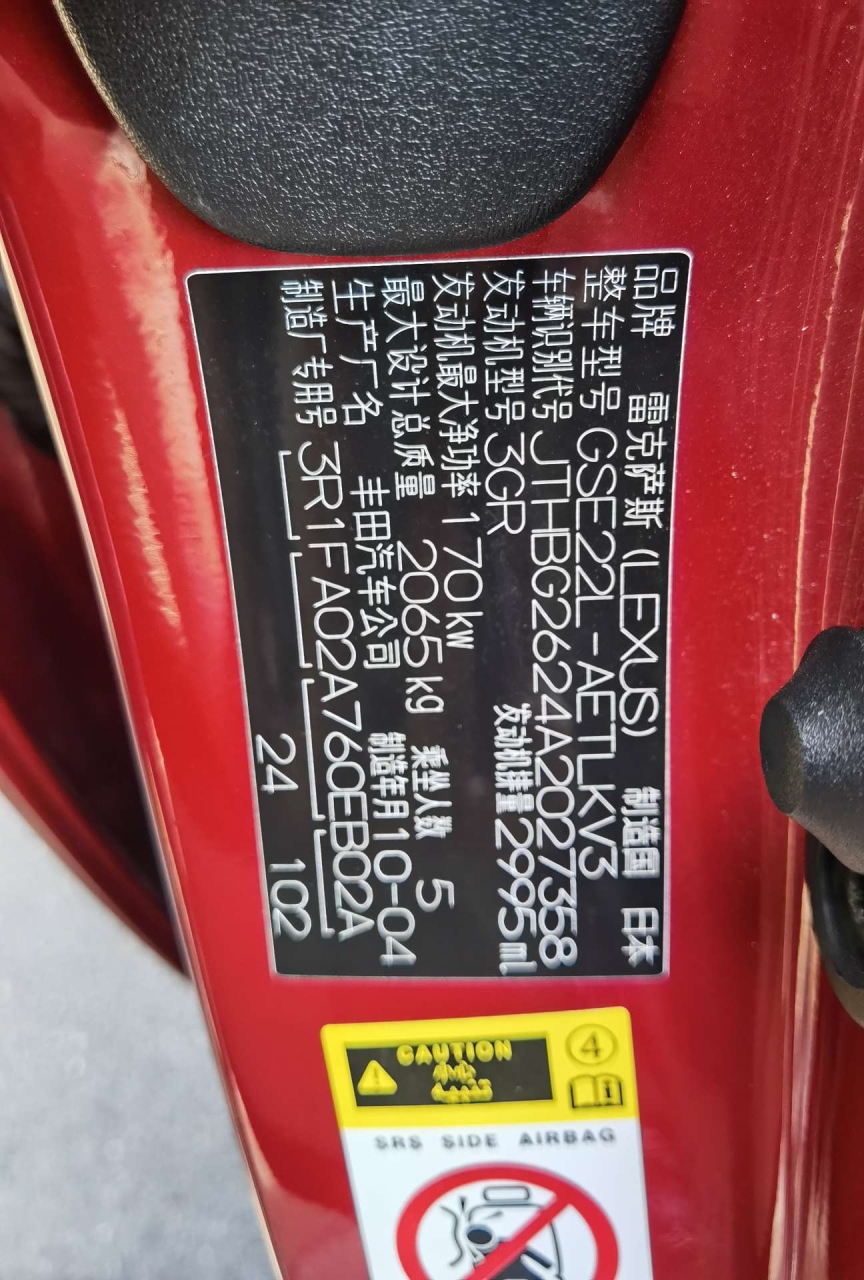 品牌 雷克萨斯 (LEXUS) 制造国 日本
整车型号 GSE22L-AETLKV3
车辆识别代号 JTHBG2624A2027358
发动机型号 3GR 发动机排量 2995ml
发动机最大净功率 170kw
最大设计总质量 2065kg 乘坐人数 5
生产厂名 丰田汽车公司 制造年月 10-04
制造厂专用号 3R1FA02A760EB02A
24 102
CAUTION
小心
4
SRS SIDE AIRBAG